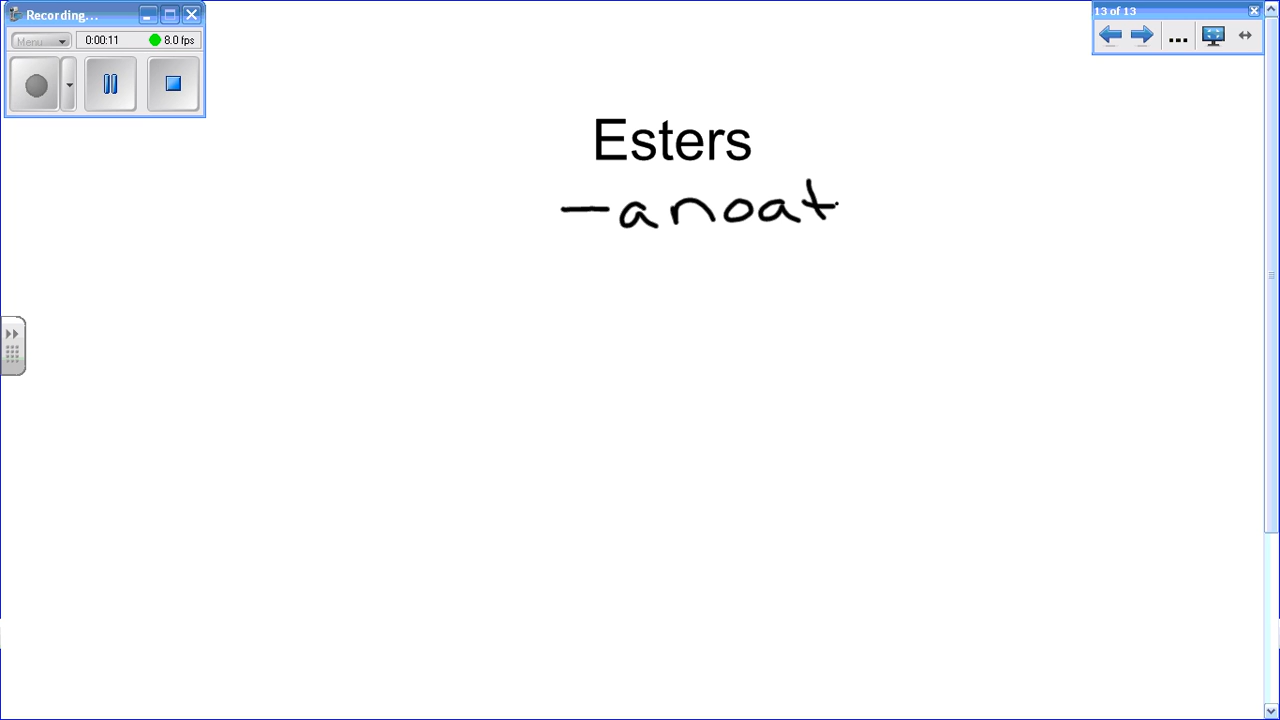 Recording...
13 of 13
Menu
0:00:11
8.0 fps
...
Esters
-anoat